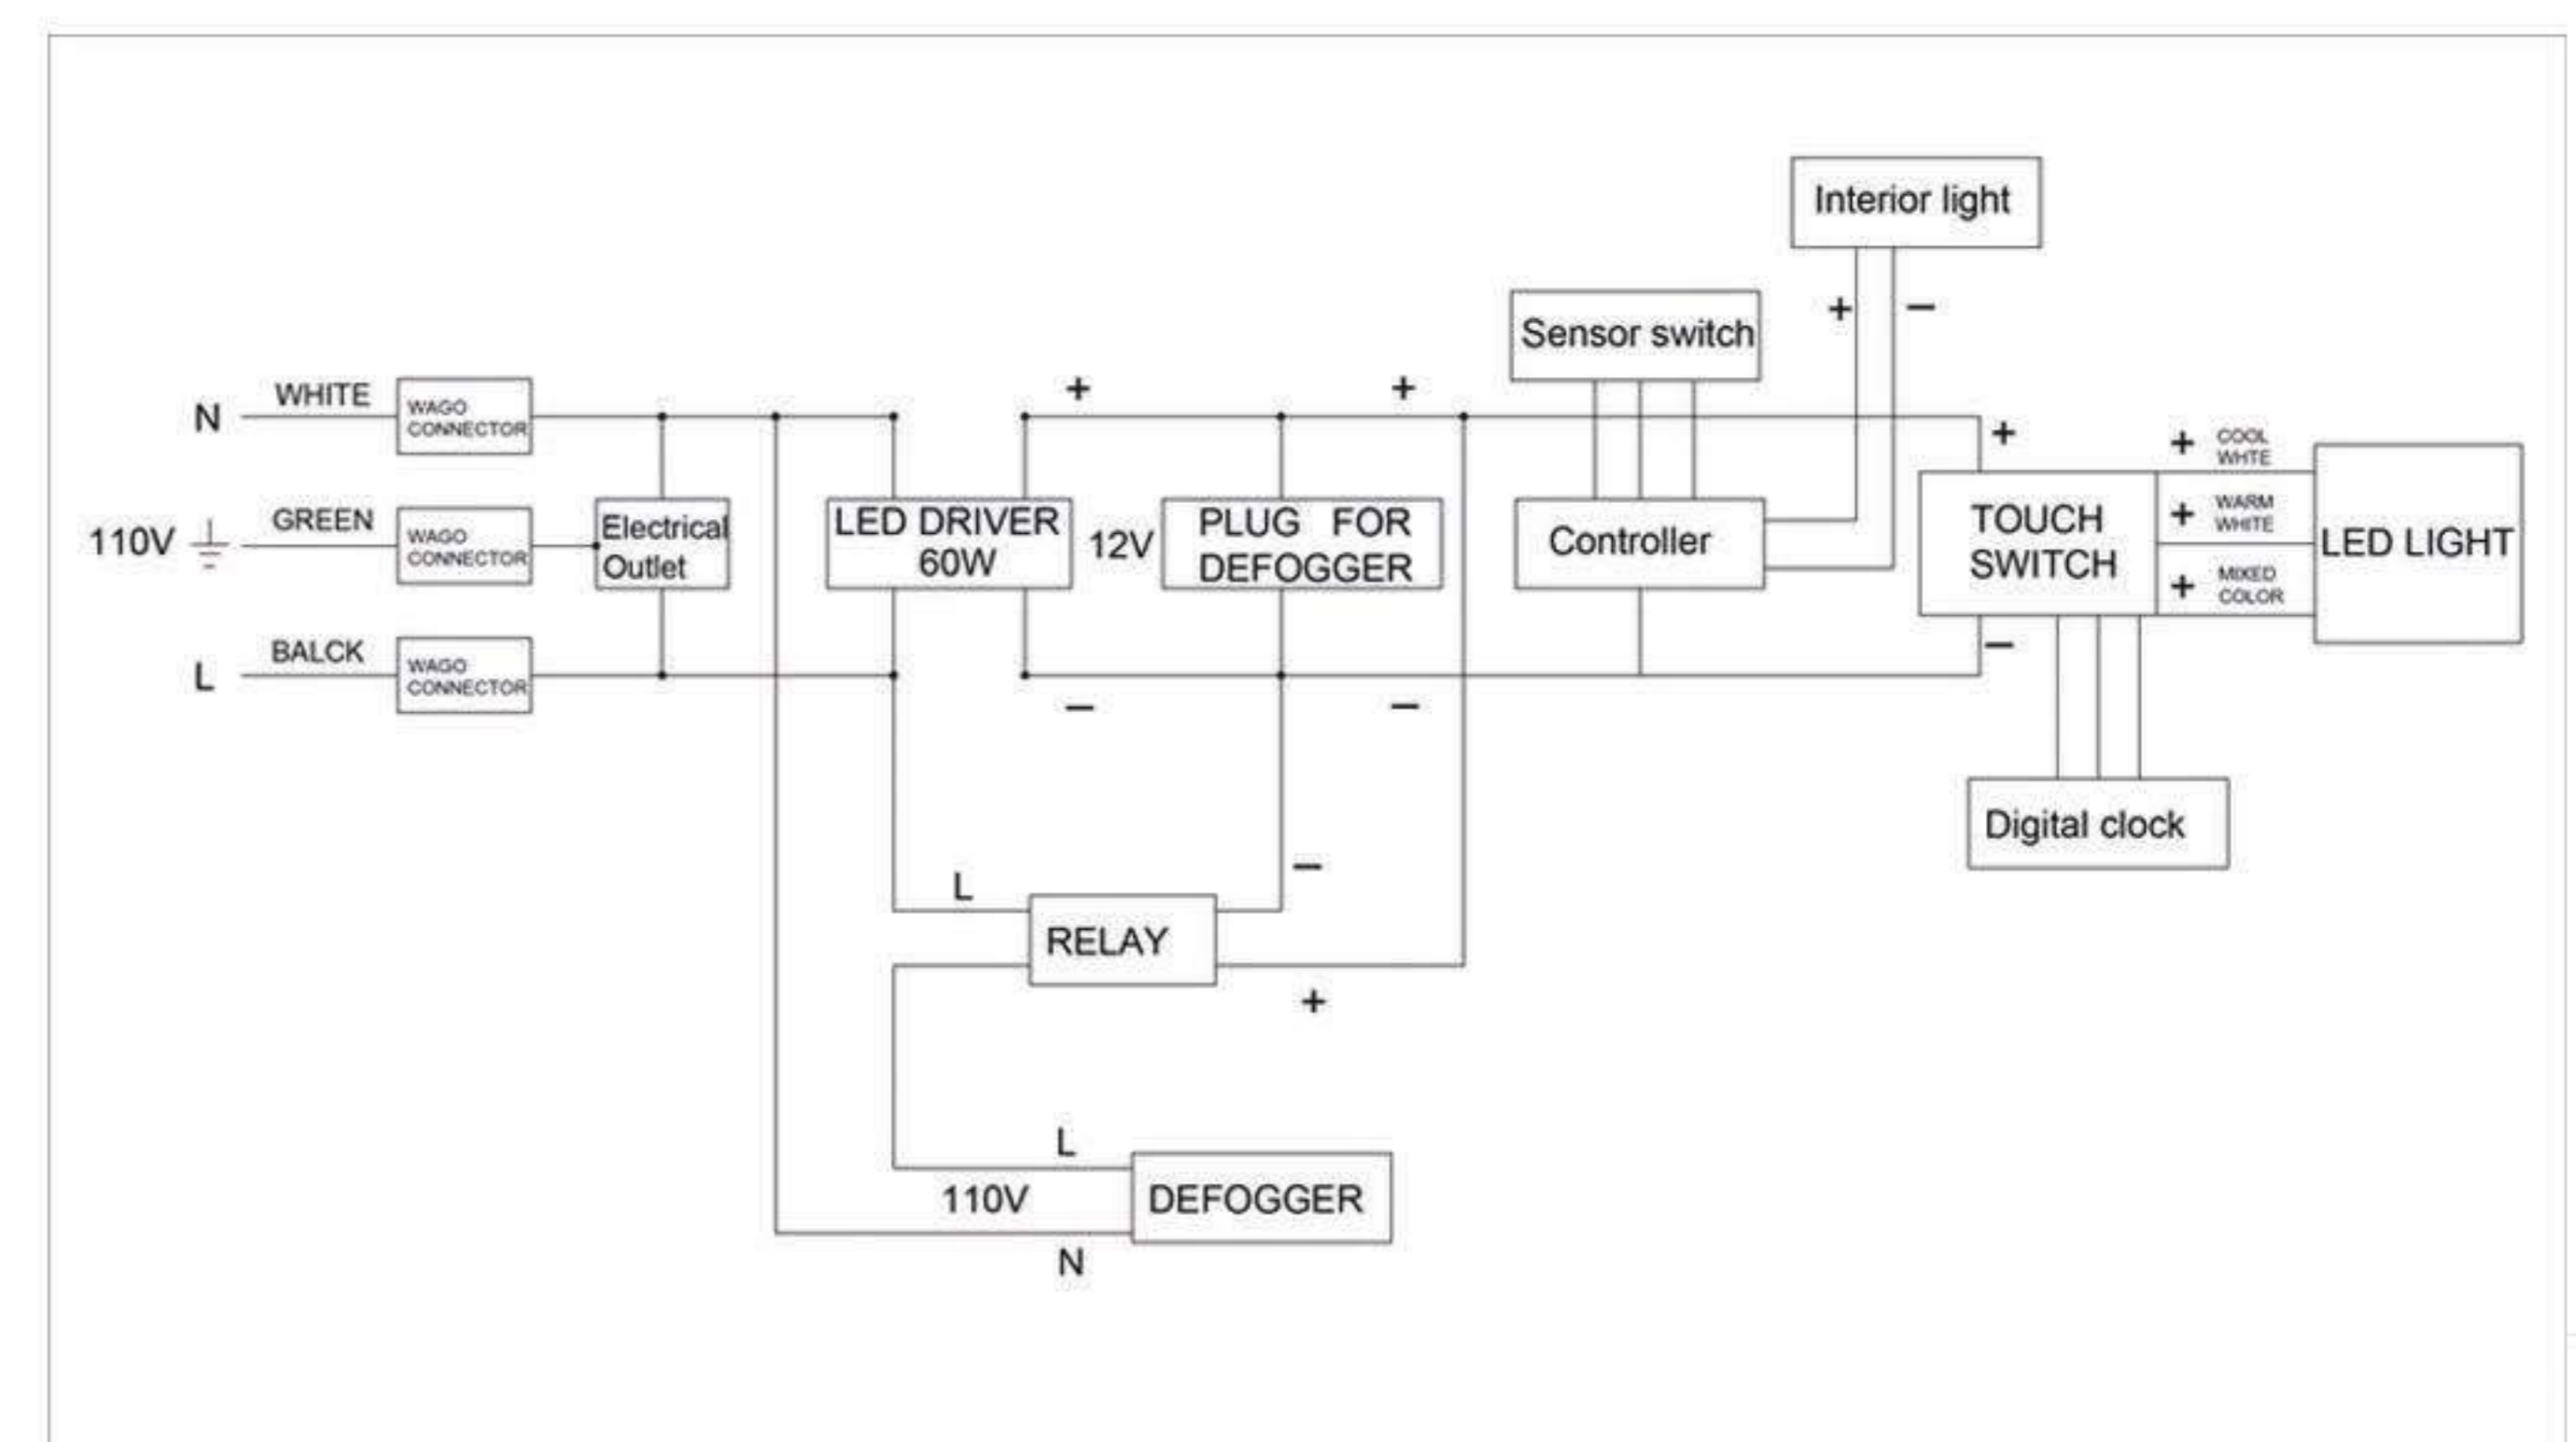 Interior light
+ −
Sensor switch
N WHITE
WAGO
CONNECTOR
+ +
110V GREEN
WAGO
CONNECTOR
Electrical
Outlet
LED DRIVER
60W
12V
PLUG FOR
DEFOGGER
Controller
+
TOUCH
SWITCH
−
+ COOL
WHTE
+ WARM
WHITE
+ MIXED
COLOR
LED LIGHT
L BALCK
WAGO
CONNECTOR
− −
Digital clock
L
RELAY
−
+
L
110V
N
DEFOGGER